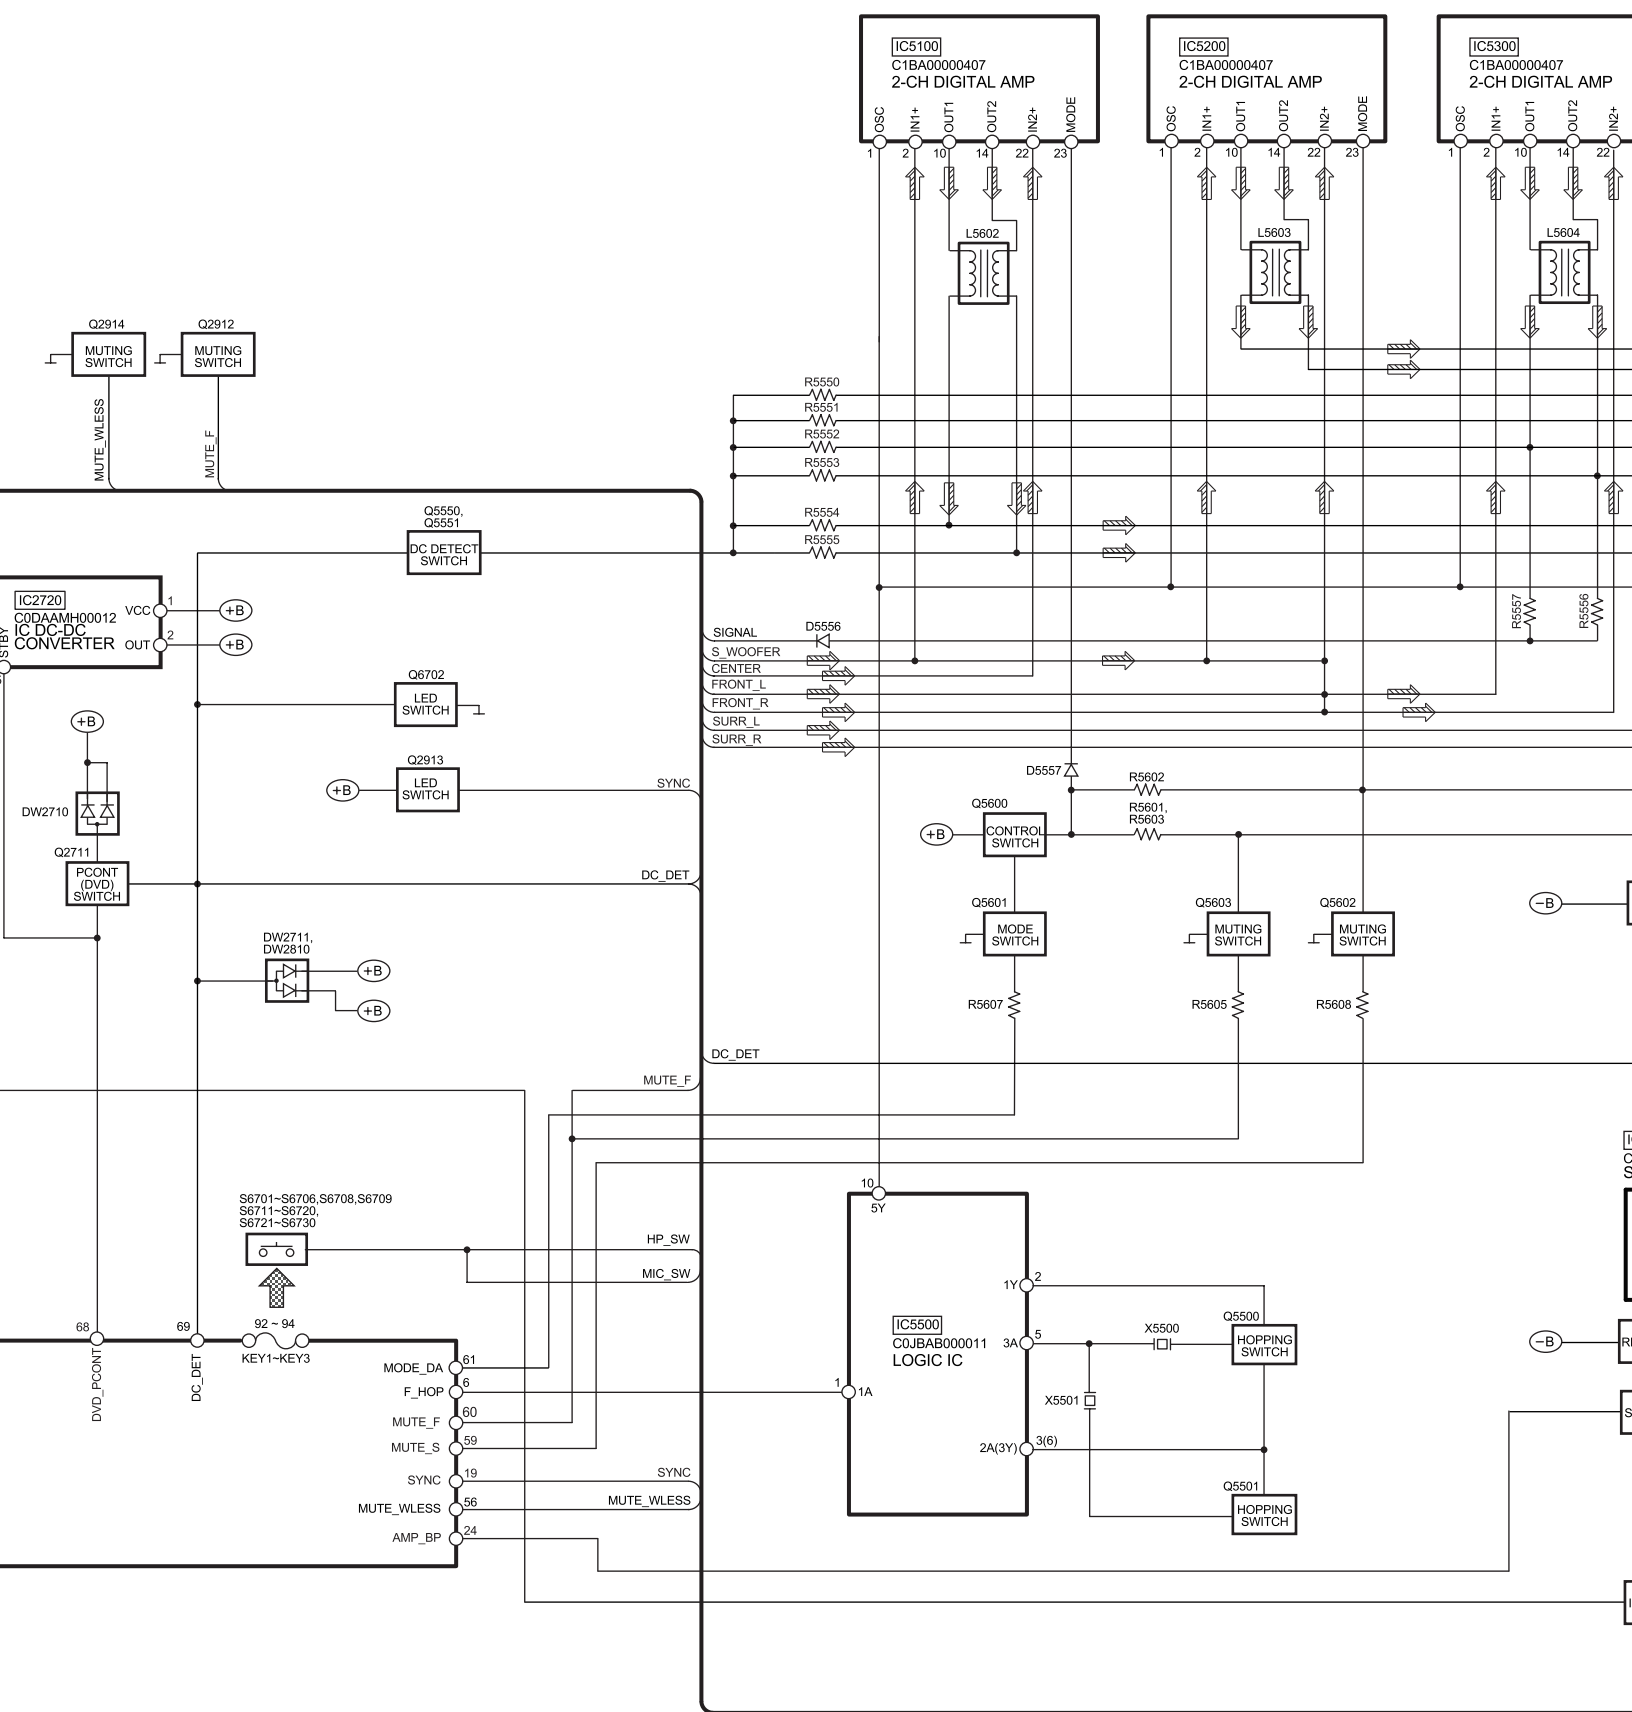 IC5100
C1BA00000407
2-CH DIGITAL AMP
OSC
IN1+
OUT1
OUT2
IN2+
MODE
1
2
10
14
22
23
IC5200
C1BA00000407
2-CH DIGITAL AMP
OSC
IN1+
OUT1
OUT2
IN2+
MODE
1
2
10
14
22
23
IC5300
C1BA00000407
2-CH DIGITAL AMP
OSC
IN1+
OUT1
OUT2
IN2+
1
2
10
14
22
L5602
L5603
L5604
Q2914
MUTING
SWITCH
Q2912
MUTING
SWITCH
MUTE_WLESS
MUTE_F
R5550
R5551
R5552
R5553
R5554
R5555
Q5550,
Q5551
DC DETECT
SWITCH
IC2720
C0DAAMH00012
IC DC-DC
CONVERTER
VCC
1
+B
OUT
2
+B
STBY
R5557
R5556
D5556
SIGNAL
S_WOOFER
CENTER
FRONT_L
FRONT_R
SURR_L
SURR_R
Q6702
LED
SWITCH
+B
DW2710
Q2913
+B
LED
SWITCH
SYNC
Q2711
PCONT
(DVD)
SWITCH
DC_DET
D5557
R5602
R5601,
R5603
Q5600
+B
CONTROL
SWITCH
Q5601
MODE
SWITCH
Q5603
MUTING
SWITCH
Q5602
MUTING
SWITCH
−B
DW2711,
DW2810
+B
+B
R5607
R5605
R5608
DC_DET
MUTE_F
S6701~S6706,S6708,S6709
S6711~S6720,
S6721~S6730
HP_SW
MIC_SW
68
69
92 ~ 94
KEY1~KEY3
DVD_PCONT
DC_DET
MODE_DA
61
F_HOP
6
MUTE_F
60
MUTE_S
59
SYNC
19
SYNC
MUTE_WLESS
56
MUTE_WLESS
AMP_BP
24
10
5Y
IC5500
C0JBAB000011
LOGIC IC
1
1A
1Y
2
3A
5
2A(3Y)
3(6)
X5500
X5501
Q5500
HOPPING
SWITCH
Q5501
HOPPING
SWITCH
−B